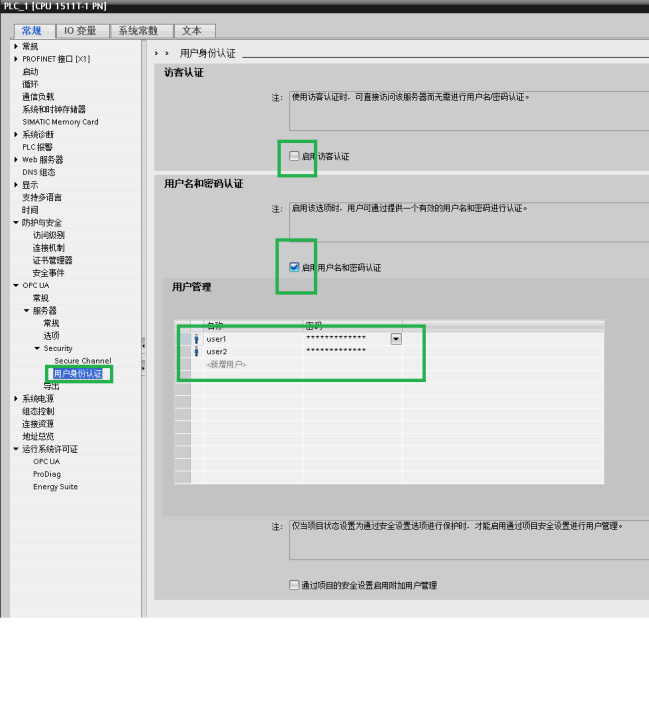 PLC_1 [CPU 1511T-1 PN]
常规 IO 变量 系统常数 文本
常规
PROFINET 接口 [X1]
启动
循环
通信负载
系统和时钟存储器
SIMATIC Memory Card
系统诊断
PLC 报警
Web 服务器
DNS 组态
显示
支持多语言
时间
防护与安全
访问级别
连接机制
证书管理器
安全事件
OPC UA
常规
服务器
常规
选项
Security
Secure Channel
用户身份认证
导出
系统电源
组态控制
连接资源
地址总览
运行系统许可证
OPC UA
ProDiag
Energy Suite
> > 用户身份认证
访客认证
注: 使用访客认证时，可直接访问该服务器而无需进行用户名/密码认证。
启用访客认证
用户名和密码认证
注: 启用该选项时，用户可通过提供一个有效的用户名和密码进行认证。
启用用户名和密码认证
用户管理
名称 密码
user1 *************
user2 *************
<新增用户>
注: 仅当项目状态设置为通过安全设置选项进行保护时，才能启用通过项目安全设置进行用户管理。
通过项目的安全设置启用附加用户管理